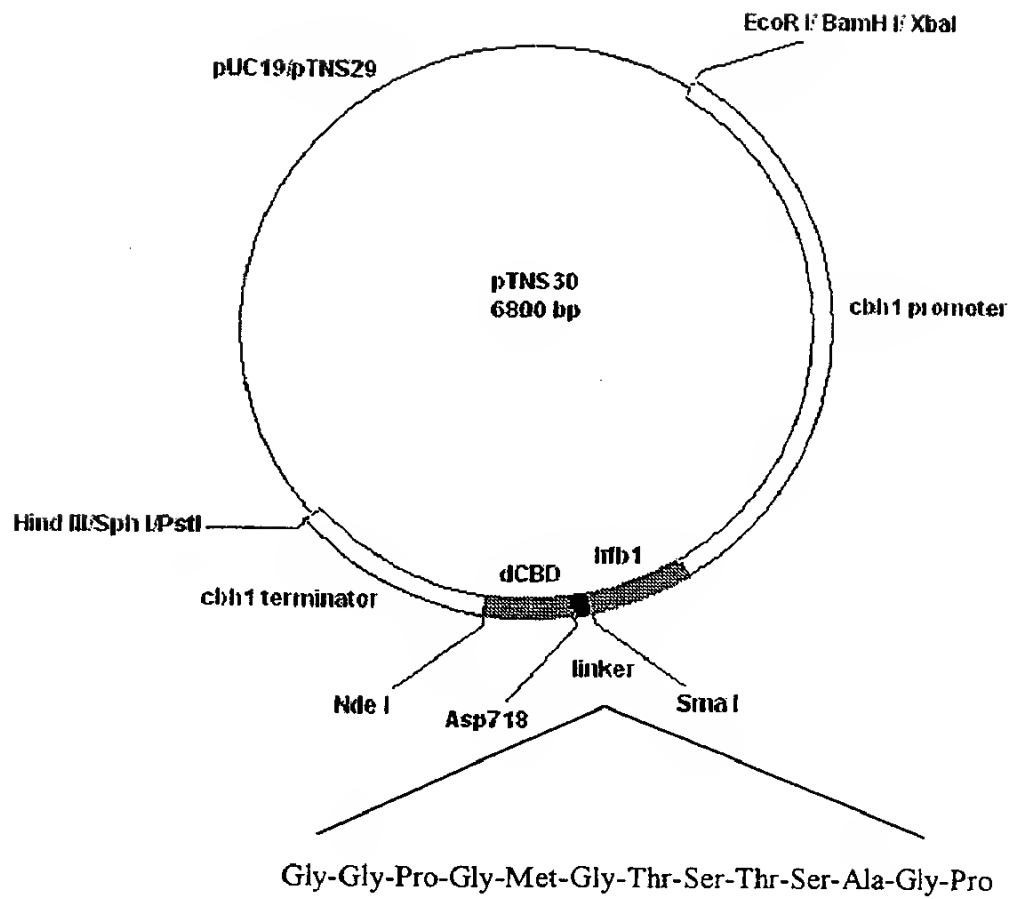 EcoR I/ BamH I/ XbaI
pUC19/pTNS29
pTNS30
6800 bp
cbh1 promoter
Hind III/Sph I/PstI
hfb1
dCBD
cbh1 terminator
linker
Nde I
Sma I
Asp718
Gly-Gly-Pro-Gly-Met-Gly-Thr-Ser-Thr-Ser-Ala-Gly-Pro